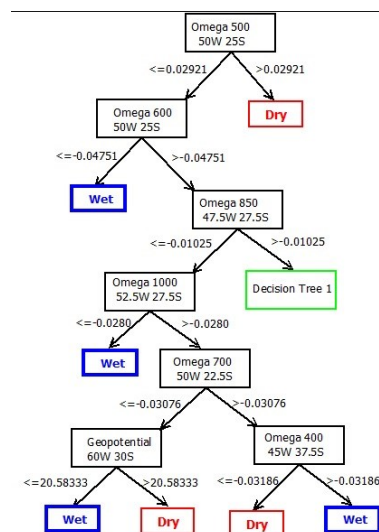 Omega 500
50W 25S
<=0.02921
>0.02921
Omega 600
50W 25S
Dry
<=-0.04751
>-0.04751
Wet
Omega 850
47.5W 27.5S
<=-0.01025
>-0.01025
Omega 1000
52.5W 27.5S
Decision Tree 1
<=-0.0280
>-0.0280
Wet
Omega 700
50W 22.5S
<=-0.03076
>-0.03076
Geopotential
60W 30S
Omega 400
45W 37.5S
<=20.58333
>20.58333
<=-0.03186
>-0.03186
Wet
Dry
Dry
Wet